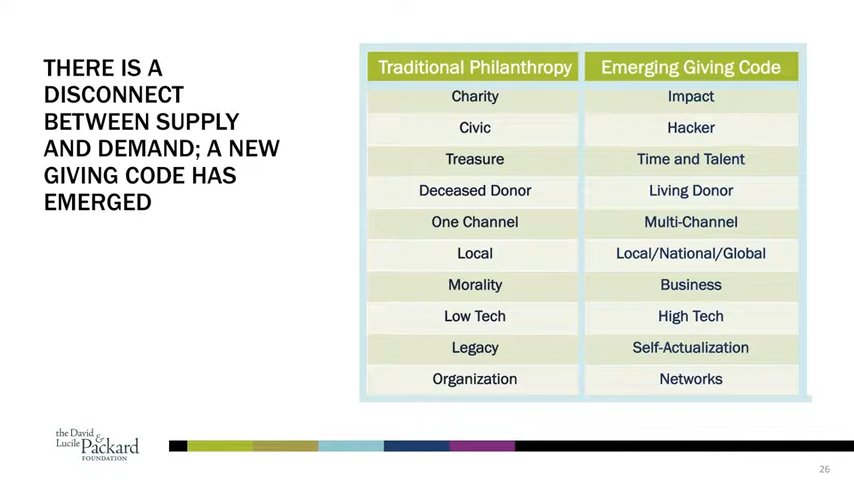 THERE IS A
DISCONNECT
BETWEEN SUPPLY
AND DEMAND; A NEW
GIVING CODE HAS
EMERGED
Traditional Philanthropy Emerging Giving Code
Charity Impact
Civic Hacker
Treasure Time and Talent
Deceased Donor Living Donor
One Channel Multi-Channel
Local Local/National/Global
Morality Business
Low Tech High Tech
Legacy Self-Actualization
Organization Networks
the David &
Lucile Packard
FOUNDATION
26